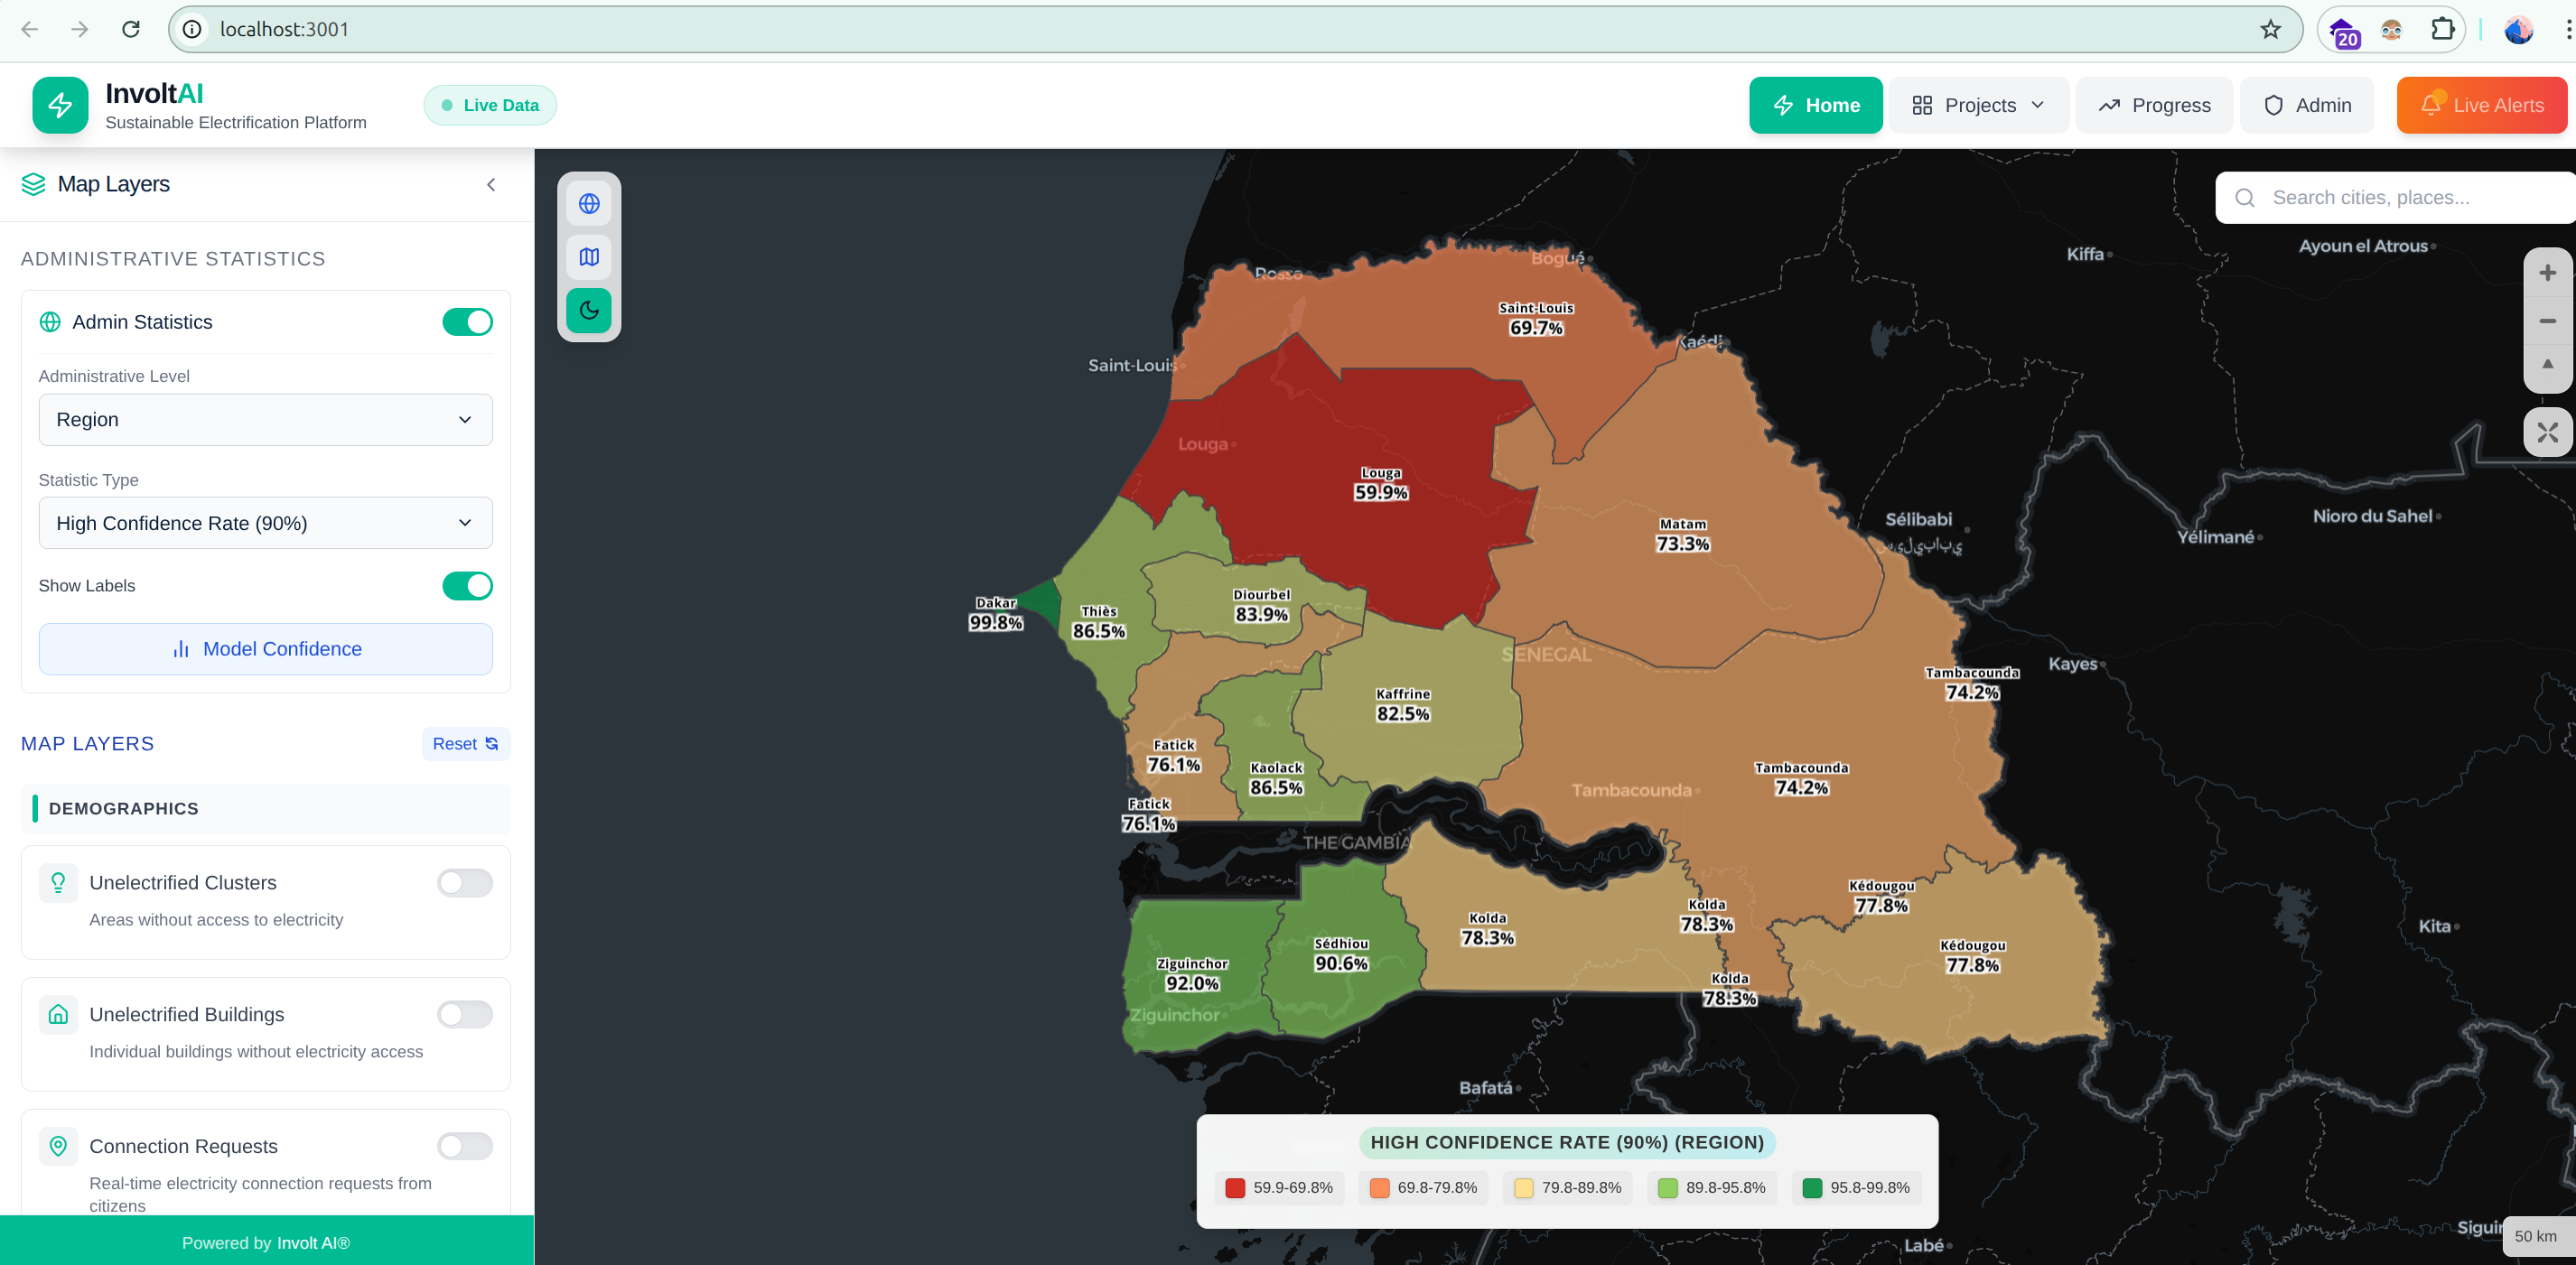 localhost:3001
20
InvoltAI
Sustainable Electrification Platform
Live Data
Home
Projects
Progress
Admin
Live Alerts
Map Layers
ADMINISTRATIVE STATISTICS
Admin Statistics
Administrative Level
Region
Statistic Type
High Confidence Rate (90%)
Show Labels
Model Confidence
MAP LAYERS
Reset
DEMOGRAPHICS
Unelectrified Clusters
Areas without access to electricity
Unelectrified Buildings
Individual buildings without electricity access
Connection Requests
Real-time electricity connection requests from
citizens
Powered by Involt AI®
Search cities, places...
Kiffa
Ayoun el Atrous
Rosso
Bogué
Saint-Louis
69.7%
Kaédi
Saint-Louis
Louga
Louga
59.9%
Matam
73.3%
Sélibabi
Nioro du Sahel
Yélimané
Dakar
99.8%
Thiès
86.5%
Diourbel
83.9%
SENEGAL
Kayes
Tambacounda
74.2%
Kaffrine
82.5%
Fatick
76.1%
Kaolack
86.5%
Tambacounda
Tambacounda
74.2%
Fatick
76.1%
THE GAMBIA
Kédougou
77.8%
Kolda
78.3%
Kolda
78.3%
Sédhiou
90.6%
Kédougou
77.8%
Ziguinchor
92.0%
Kolda
78.3%
Ziguinchor
Kita
Bafatá
HIGH CONFIDENCE RATE (90%) (REGION)
59.9-69.8%
69.8-79.8%
79.8-89.8%
89.8-95.8%
95.8-99.8%
Labé
Siguir
50 km